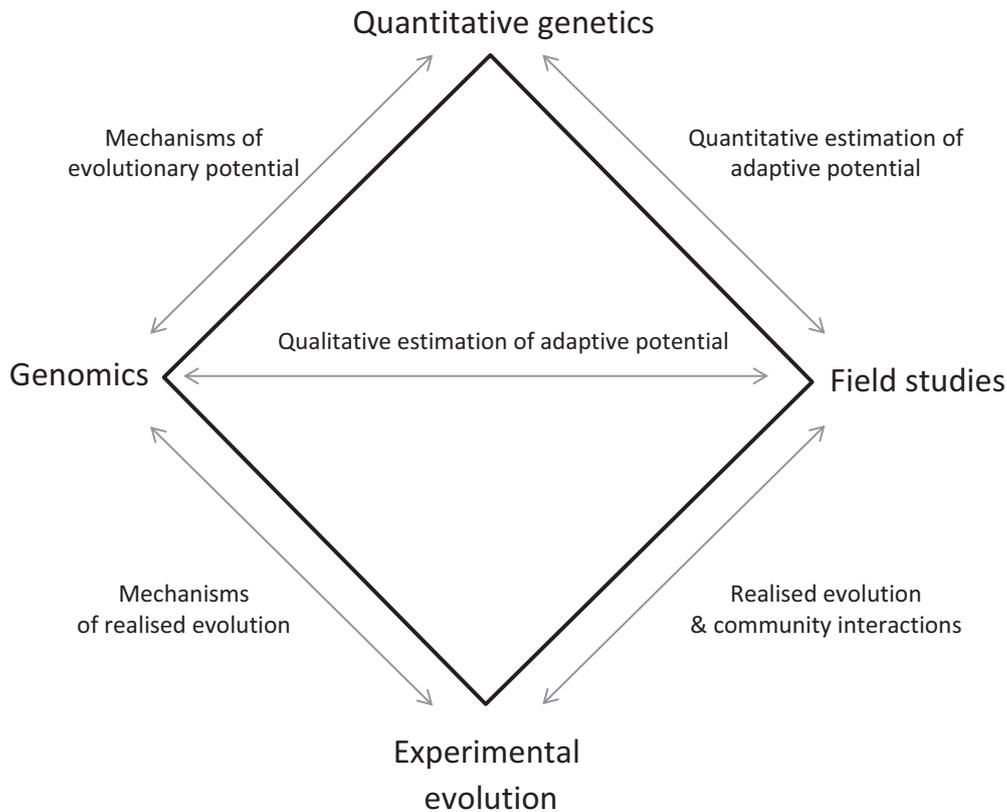 Quantitative genetics
Mechanisms of
evolutionary potential
Quantitative estimation of
adaptive potential
Qualitative estimation of adaptive potential
Genomics
Field studies
Mechanisms
of realised evolution
Realised evolution
& community interactions
Experimental
evolution